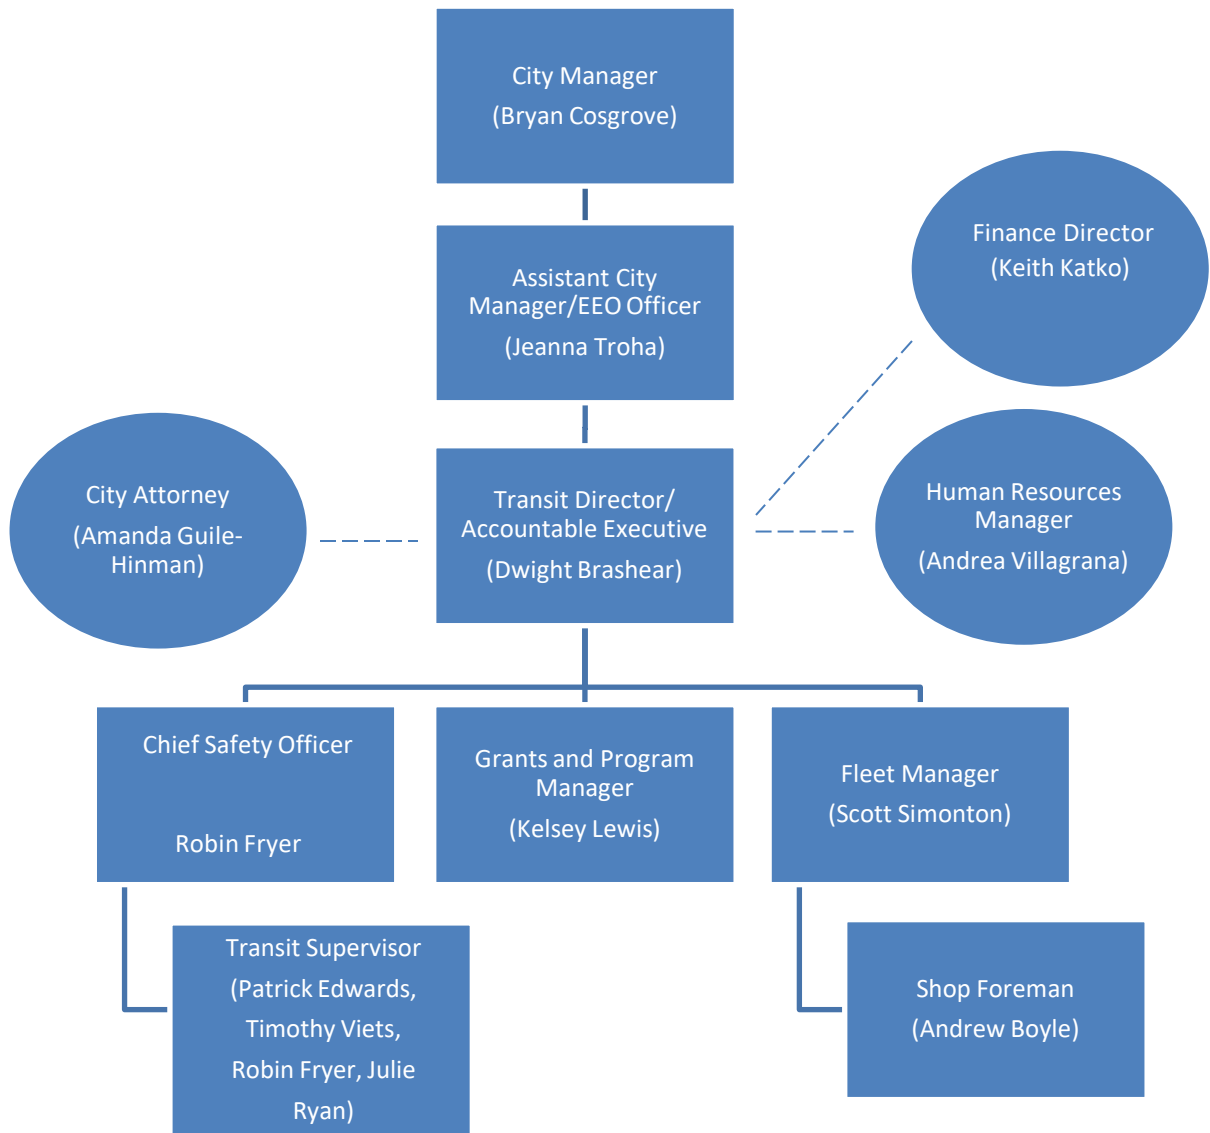 City Manager
(Bryan Cosgrove)
Finance Director
(Keith Katko)
Assistant City
Manager/EEO Officer
(Jeanna Troha)
City Attorney
(Amanda Guile-
Hinman)
Transit Director/
Accountable Executive
(Dwight Brashear)
Human Resources
Manager
(Andrea Villagrana)
Chief Safety Officer
Robin Fryer
Grants and Program
Manager
(Kelsey Lewis)
Fleet Manager
(Scott Simonton)
Transit Supervisor
(Patrick Edwards,
Timothy Viets,
Robin Fryer, Julie
Ryan)
Shop Foreman
(Andrew Boyle)